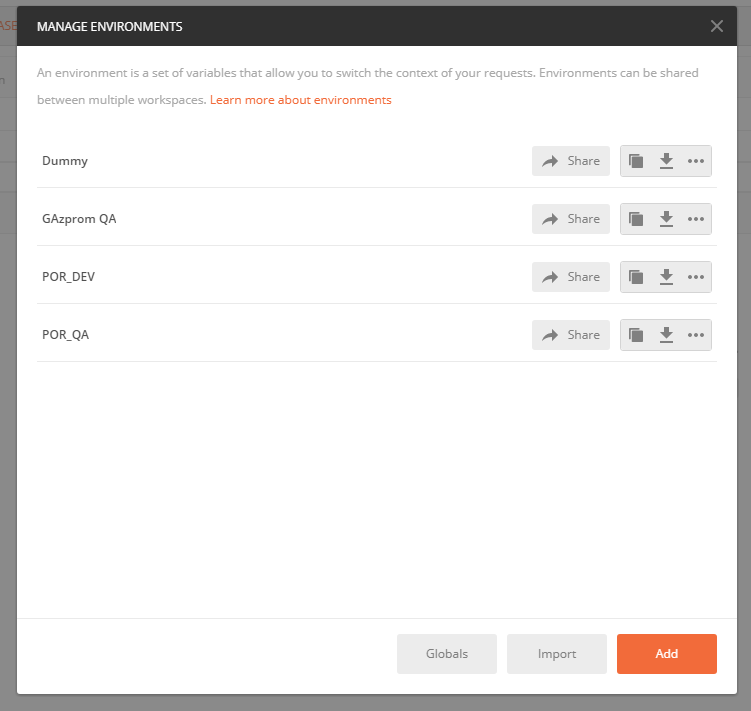 MANAGE ENVIRONMENTS
An environment is a set of variables that allow you to switch the context of your requests. Environments can be shared
between multiple workspaces. Learn more about environments
Dummy Share
GAzprom QA Share
POR_DEV Share
POR_QA Share
Globals Import Add